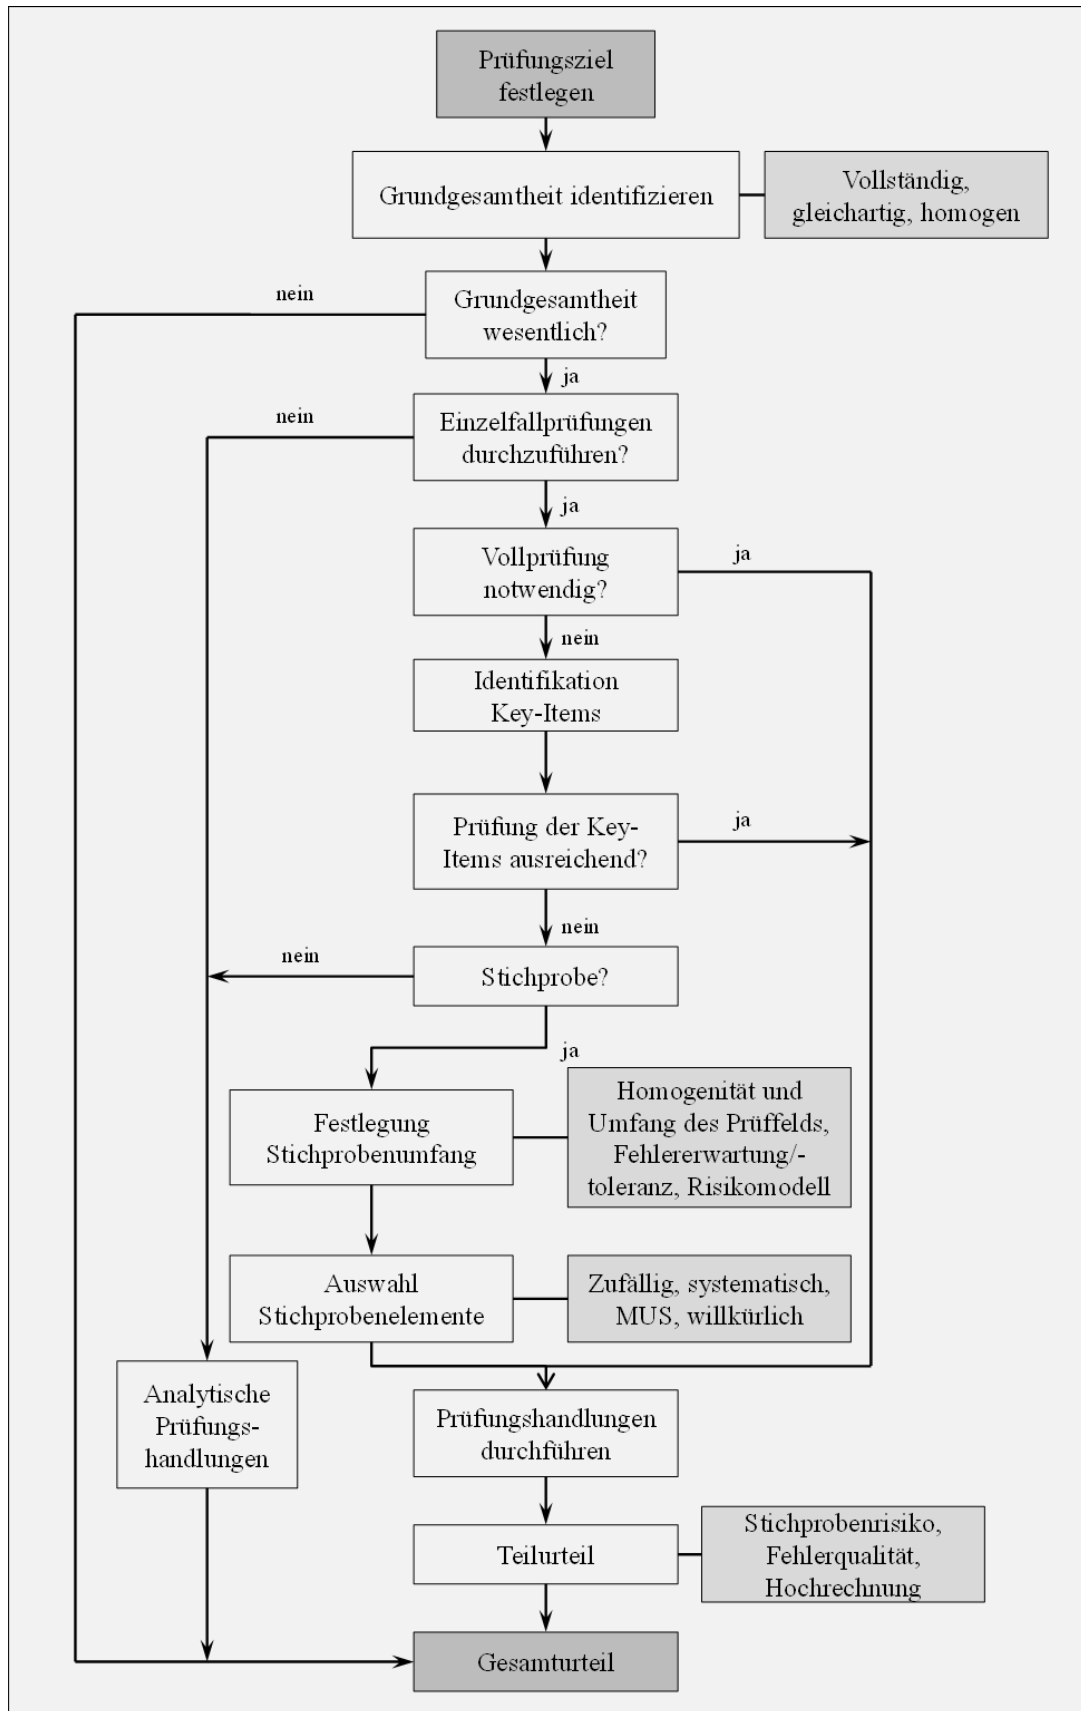 Prüfungsziel
festlegen
Grundgesamtheit identifizieren
Vollständig,
gleichartig, homogen
nein
Grundgesamtheit
wesentlich?
ja
nein
Einzelfallprüfungen
durchzuführen?
ja
Vollprüfung
notwendig?
ja
nein
Identifikation
Key-Items
Prüfung der Key-
Items ausreichend?
ja
nein
nein
Stichprobe?
ja
Festlegung
Stichprobenumfang
Homogenität und
Umfang des Prüffelds,
Fehlererwartung/-
toleranz, Risikomodell
Auswahl
Stichprobenelemente
Zufällig, systematisch,
MUS, willkürlich
Analytische
Prüfungs-
handlungen
Prüfungshandlungen
durchführen
Teilurteil
Stichprobenrisiko,
Fehlerqualität,
Hochrechnung
Gesamturteil